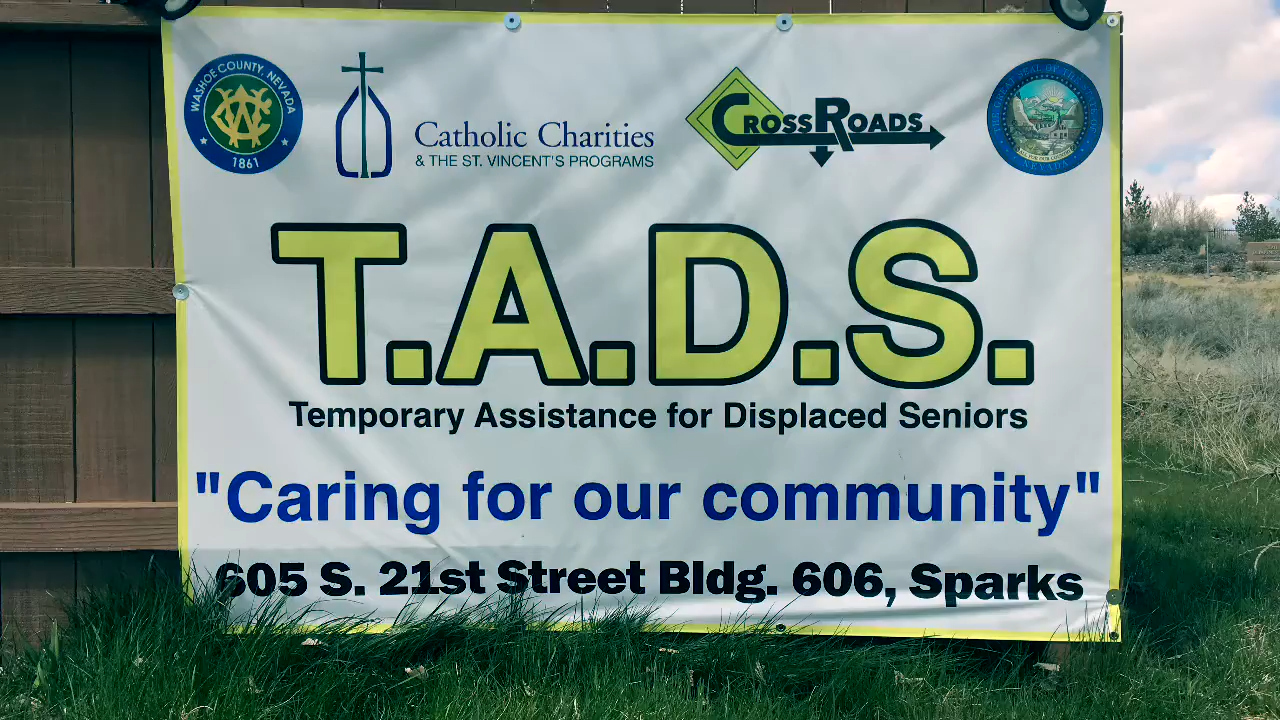 WASHOE COUNTY, NEVADA
1861
Catholic Charities
& THE ST. VINCENT'S PROGRAMS
CROSSROADS
NEVADA
T.A.D.S.
Temporary Assistance for Displaced Seniors
"Caring for our community"
605 S. 21st Street Bldg. 606, Sparks